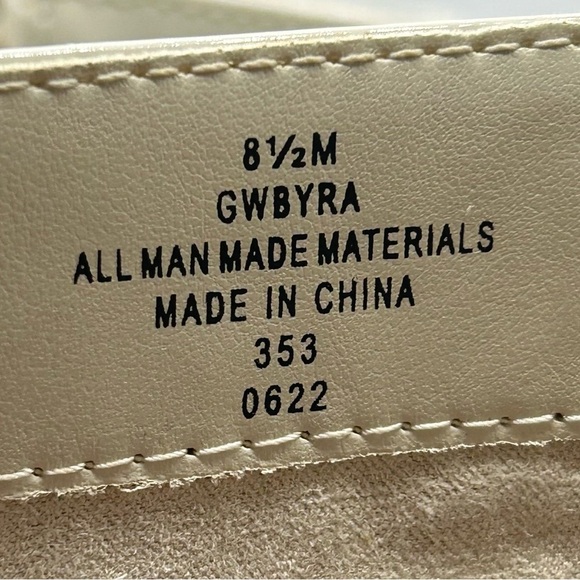 8½M
GWBYRA
ALL MAN MADE MATERIALS
MADE IN CHINA
353
0622